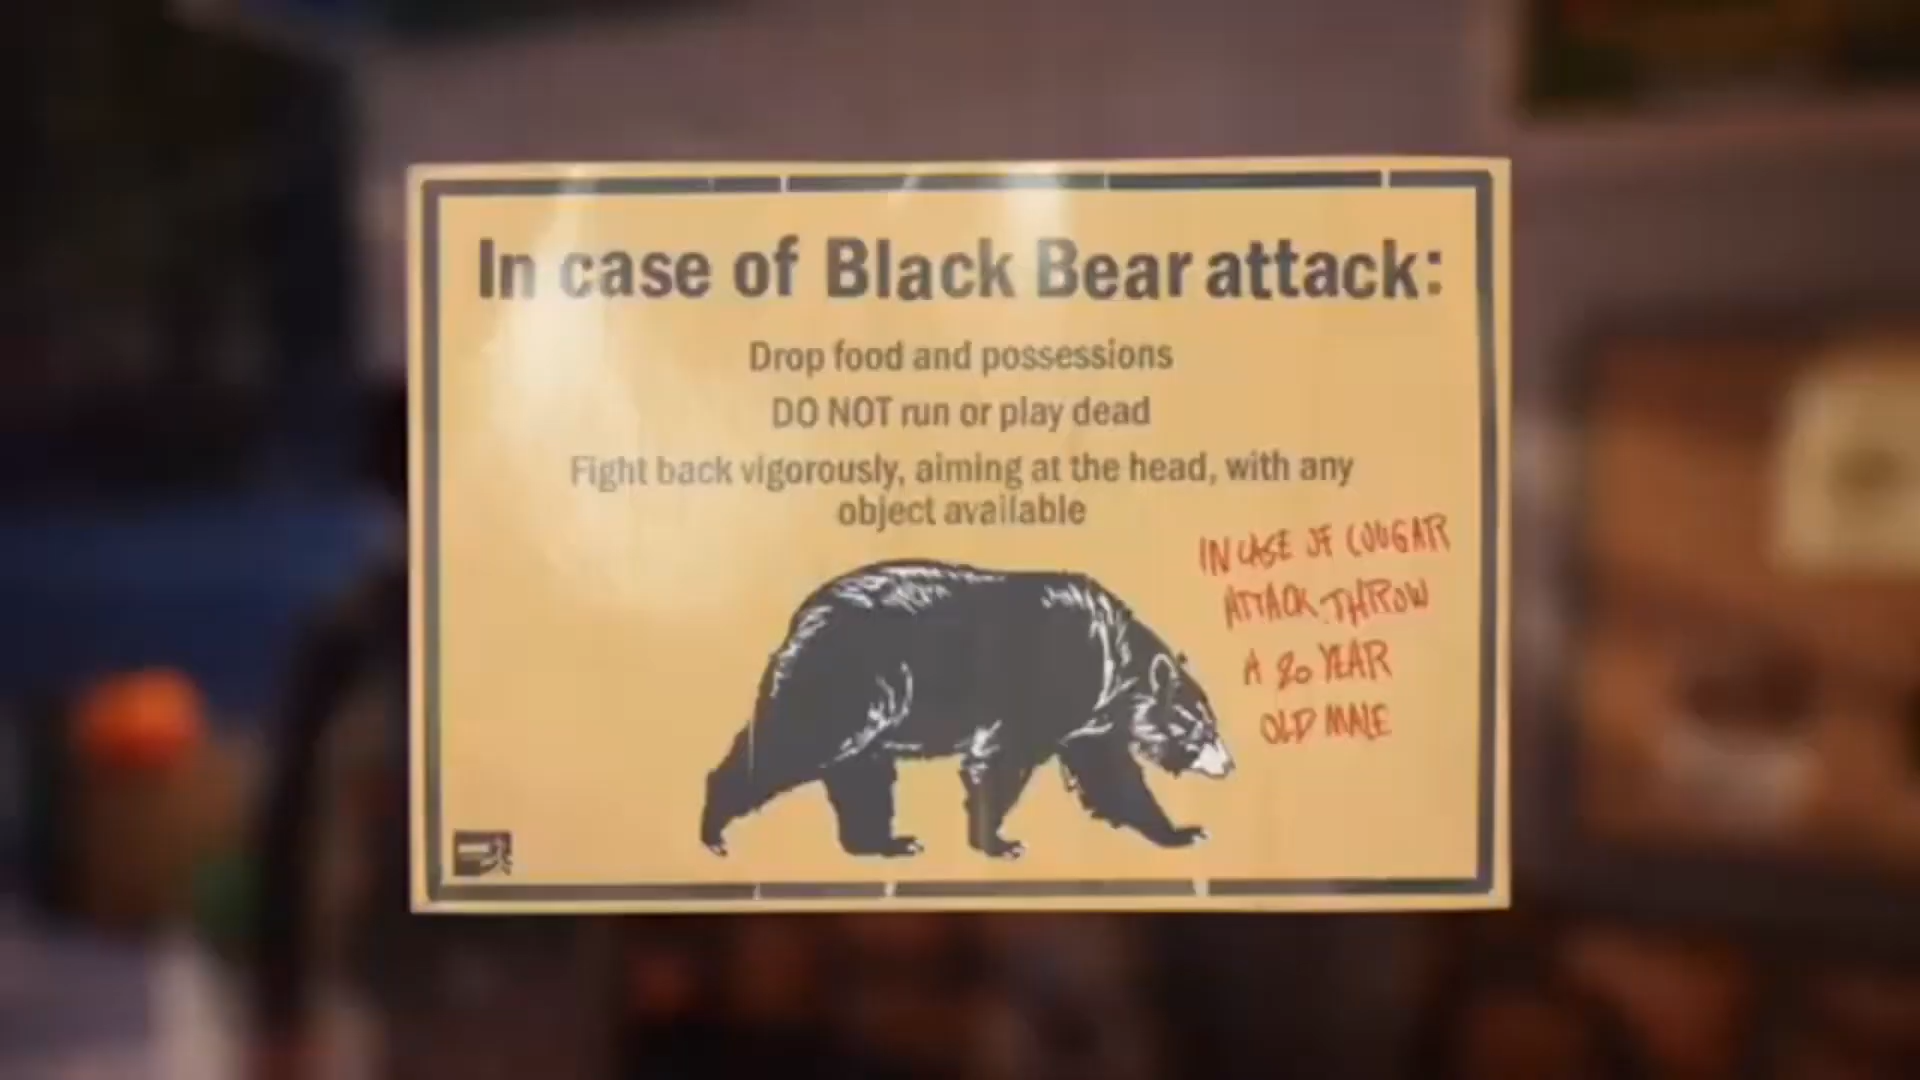 In case of Black Bear attack:
Drop food and possessions
DO NOT run or play dead
Fight back vigorously, aiming at the head, with any
object available
IN CASE OF COUGAR
ATTACK THROW
A 20 YEAR
OLD MALE